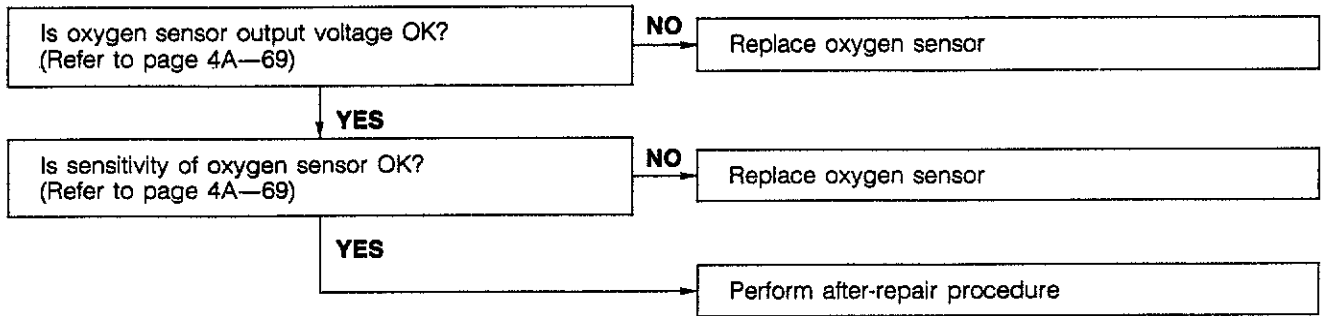 Is oxygen sensor output voltage OK?
(Refer to page 4A—69)
NO
Replace oxygen sensor
YES
Is sensitivity of oxygen sensor OK?
(Refer to page 4A—69)
NO
Replace oxygen sensor
YES
Perform after-repair procedure